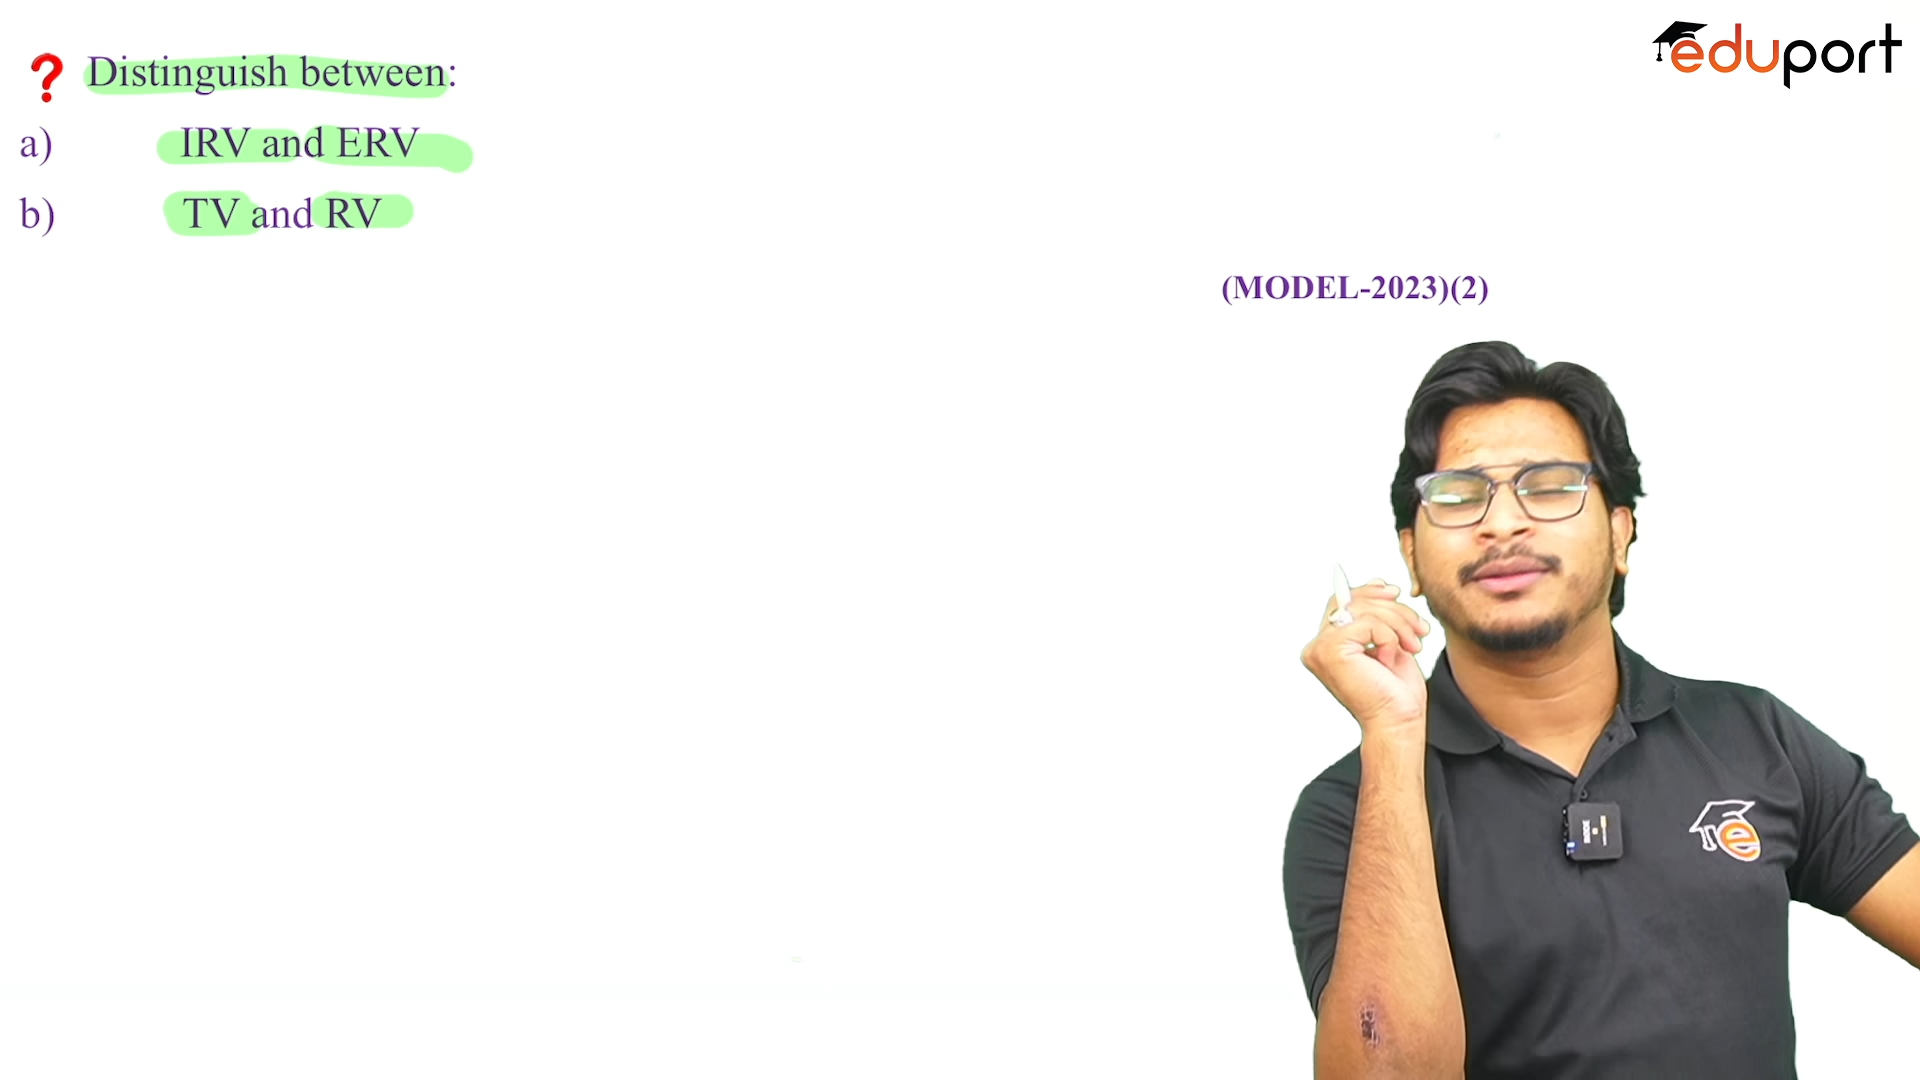 eduport
? Distinguish between:
a) IRV and ERV
b) TV and RV
(MODEL-2023)(2)